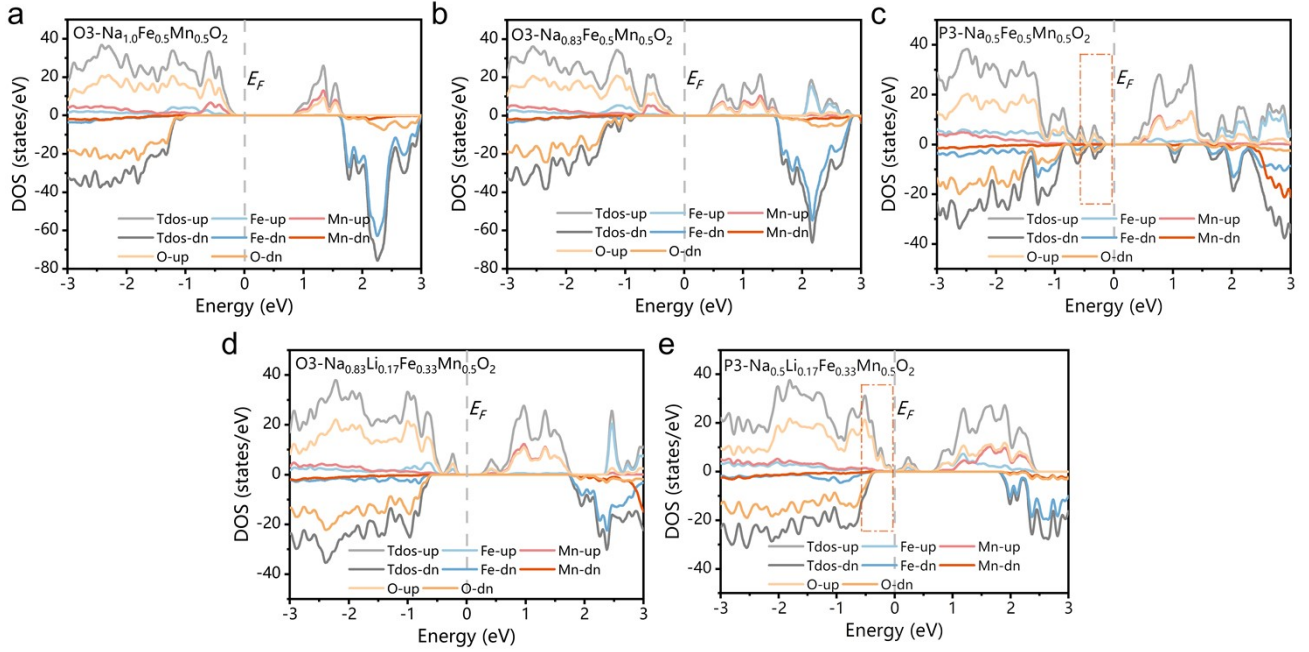 a
O3-Na1.0Fe0.5Mn0.5O2
EF
DOS (states/eV)
40
20
0
-20
-40
-60
-80
Tdos-up Fe-up Mn-up
Tdos-dn Fe-dn Mn-dn
O-up O-dn
-3 -2 -1 0 1 2 3
Energy (eV)
b
O3-Na0.83Fe0.5Mn0.5O2
EF
DOS (states/eV)
40
20
0
-20
-40
-60
-80
Tdos-up Fe-up Mn-up
Tdos-dn Fe-dn Mn-dn
O-up O-dn
-3 -2 -1 0 1 2 3
Energy (eV)
c
P3-Na0.5Fe0.5Mn0.5O2
EF
DOS (states/eV)
40
20
0
-20
-40
Tdos-up Fe-up Mn-up
Tdos-dn Fe-dn Mn-dn
O-up O-dn
-3 -2 -1 0 1 2 3
Energy (eV)
d
O3-Na0.83Li0.17Fe0.33Mn0.5O2
EF
DOS (states/eV)
40
20
0
-20
-40
Tdos-up Fe-up Mn-up
Tdos-dn Fe-dn Mn-dn
O-up O-dn
-3 -2 -1 0 1 2 3
Energy (eV)
e
P3-Na0.5Li0.17Fe0.33Mn0.5O2
EF
DOS (states/eV)
40
20
0
20
40
Tdos-up Fe-up Mn-up
Tdos-dn Fe-dn Mn-dn
O-up O-dn
-3 -2 -1 0 1 2 3
Energy (eV)